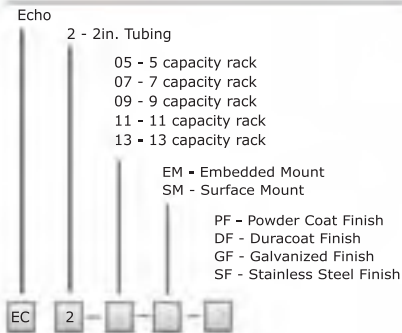 Echo
2 - 2in. Tubing
05 - 5 capacity rack
07 - 7 capacity rack
09 - 9 capacity rack
11 - 11 capacity rack
13 - 13 capacity rack
EM - Embedded Mount
SM - Surface Mount
PF - Powder Coat Finish
DF - Duracoat Finish
GF - Galvanized Finish
SF - Stainless Steel Finish
EC 2 - - -